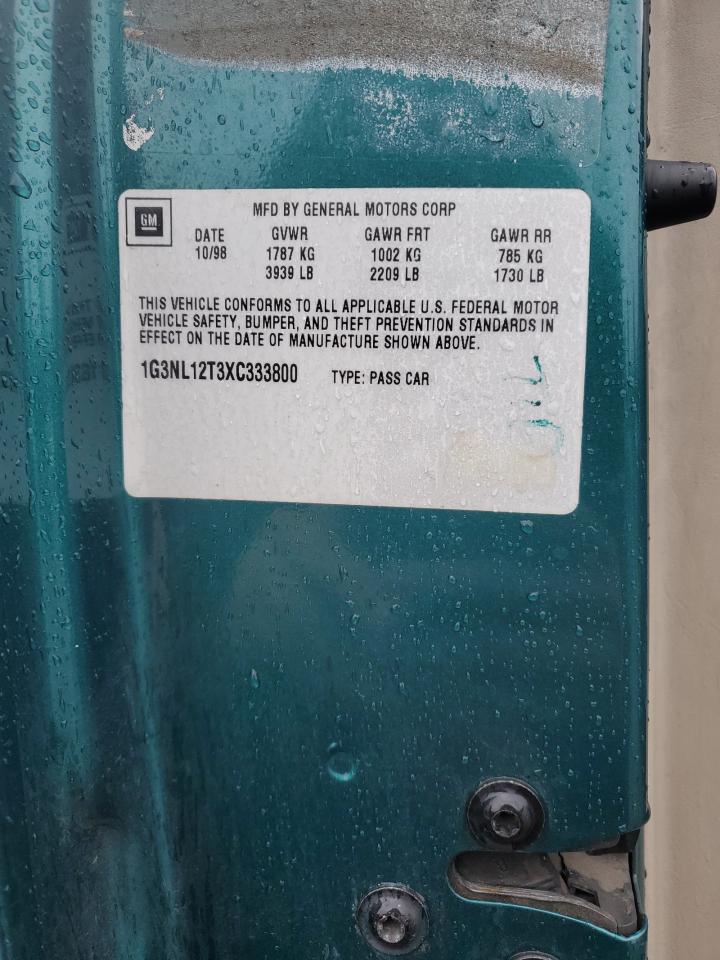 GM
MFD BY GENERAL MOTORS CORP
DATE GVWR GAWR FRT GAWR RR
10/98 1787 KG 1002 KG 785 KG
3939 LB 2209 LB 1730 LB
THIS VEHICLE CONFORMS TO ALL APPLICABLE U.S. FEDERAL MOTOR
VEHICLE SAFETY, BUMPER, AND THEFT PREVENTION STANDARDS IN
EFFECT ON THE DATE OF MANUFACTURE SHOWN ABOVE.
1G3NL12T3XC333800 TYPE: PASS CAR